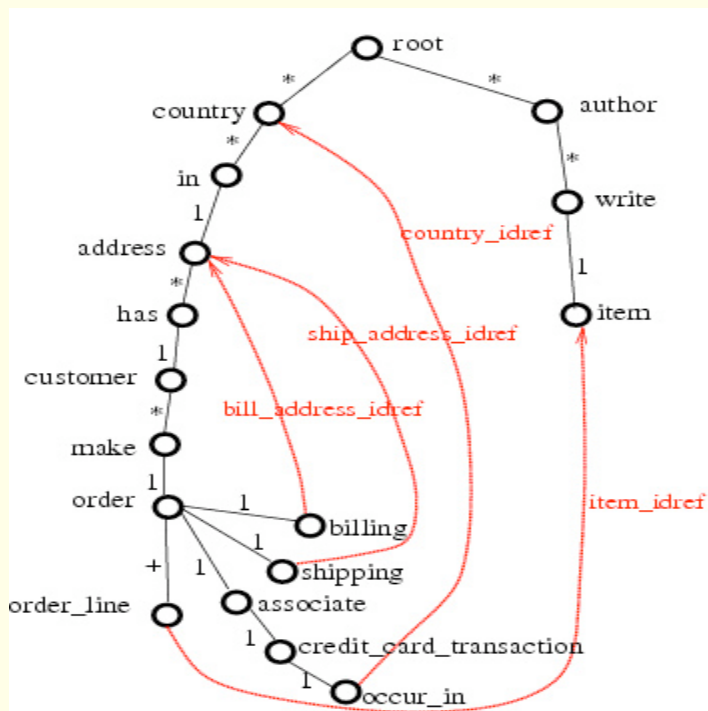 root
*
*
country
author
*
*
in
write
1
country_idref
address
1
*
has
item
ship_address_idref
1
customer
bill_address_idref
*
make
1
order
1
item_idref
billing
1
+
1
shipping
order_line
associate
1
credit_card_transaction
1
occur_in